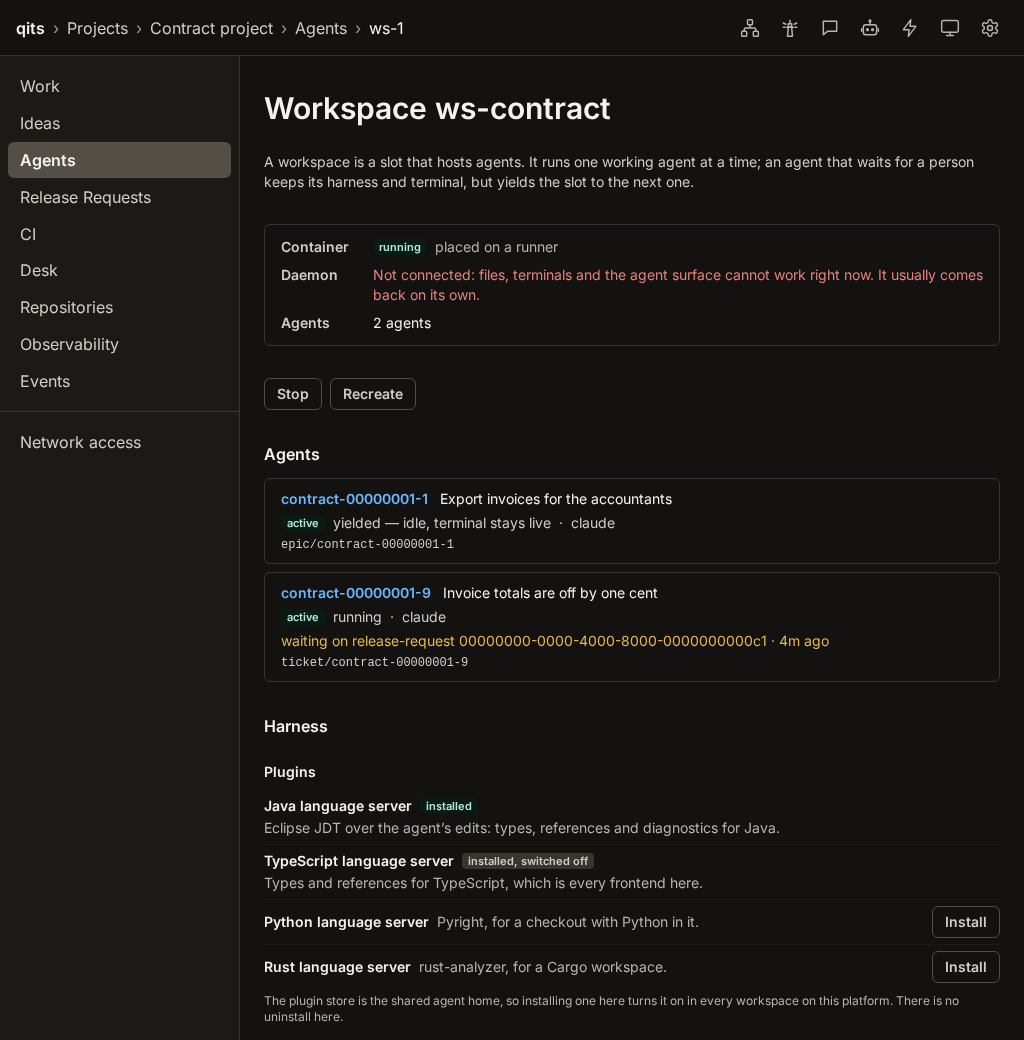 qits › Projects › Contract project › Agents › ws-1
Work
Ideas
Agents
Release Requests
CI
Desk
Repositories
Observability
Events
Network access
Workspace ws-contract
A workspace is a slot that hosts agents. It runs one working agent at a time; an agent that waits for a person
keeps its harness and terminal, but yields the slot to the next one.
Container running placed on a runner
Daemon Not connected: files, terminals and the agent surface cannot work right now. It usually comes
back on its own.
Agents 2 agents
Stop Recreate
Agents
contract-00000001-1 Export invoices for the accountants
active yielded — idle, terminal stays live · claude
epic/contract-00000001-1
contract-00000001-9 Invoice totals are off by one cent
active running · claude
waiting on release-request 00000000-0000-4000-8000-0000000000c1 · 4m ago
ticket/contract-00000001-9
Harness
Plugins
Java language server installed
Eclipse JDT over the agent’s edits: types, references and diagnostics for Java.
TypeScript language server installed, switched off
Types and references for TypeScript, which is every frontend here.
Python language server Pyright, for a checkout with Python in it. Install
Rust language server rust-analyzer, for a Cargo workspace. Install
The plugin store is the shared agent home, so installing one here turns it on in every workspace on this platform. There is no
uninstall here.